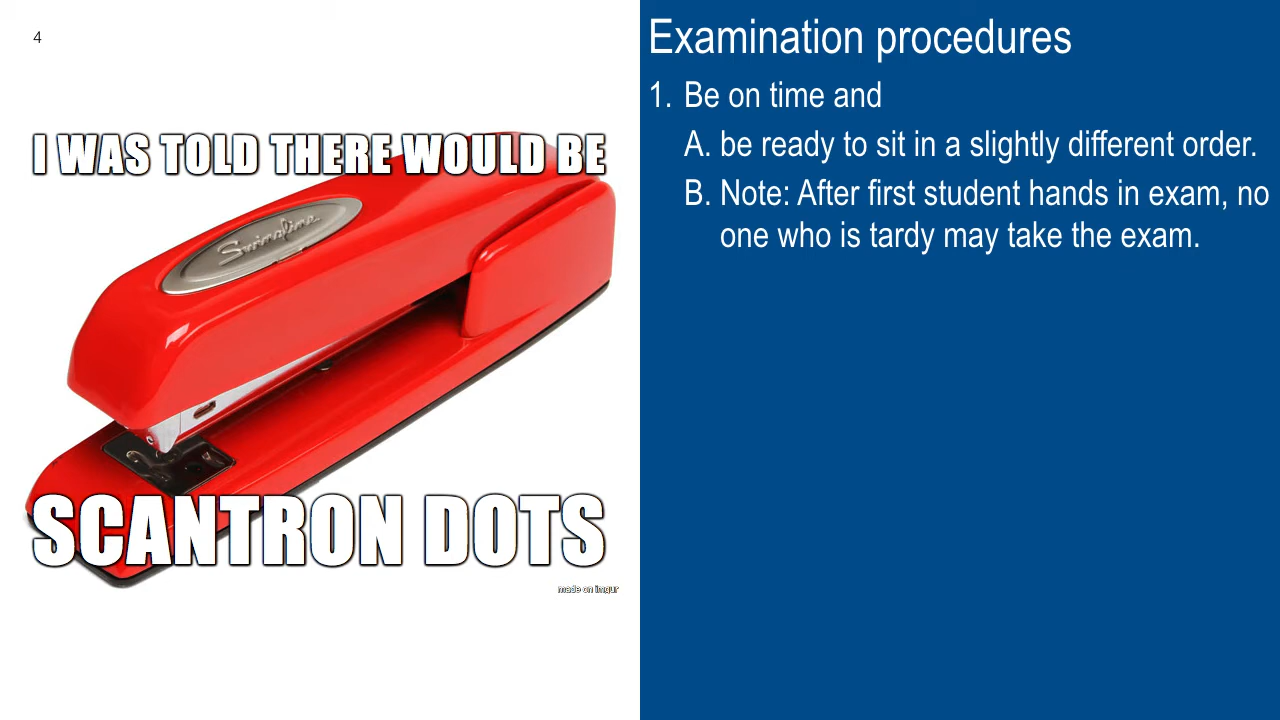 4
I WAS TOLD THERE WOULD BE
Swingline
SCANTRON DOTS
made on imgur
Examination procedures
1. Be on time and
A. be ready to sit in a slightly different order.
B. Note: After first student hands in exam, no
one who is tardy may take the exam.